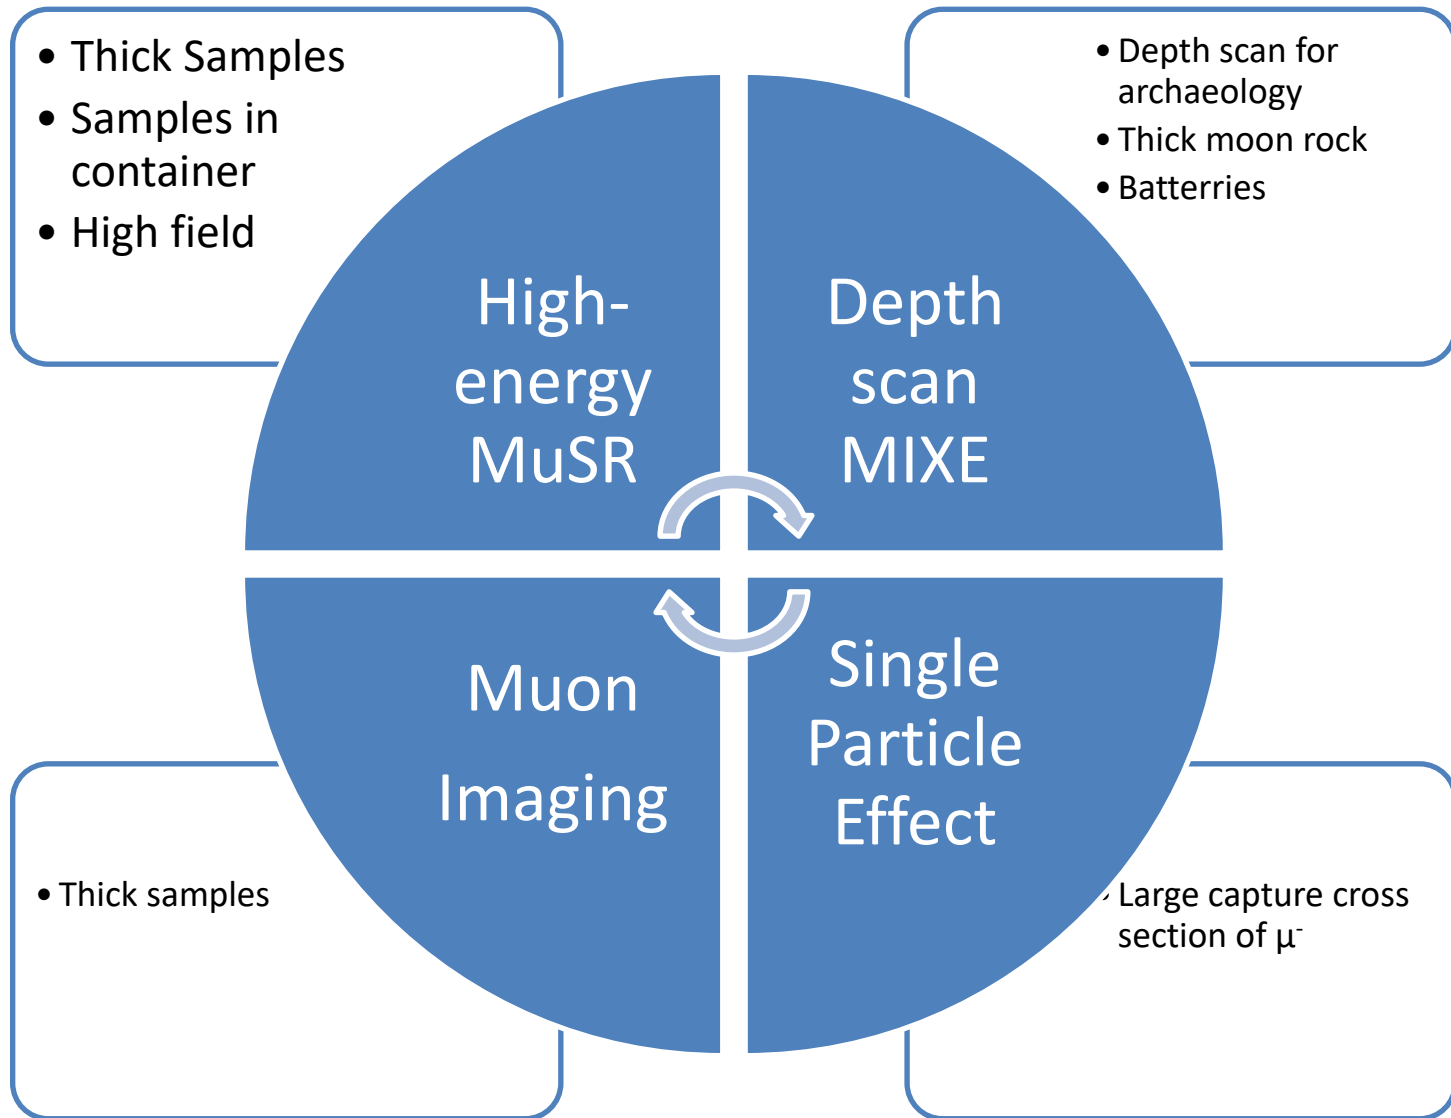 • Thick Samples
• Samples in
container
• High field
• Depth scan for
archaeology
• Thick moon rock
• Batterries
High-
energy
MuSR
Depth
scan
MIXE
Muon
Imaging
Single
Particle
Effect
• Thick samples
• Large capture cross
section of μ⁻